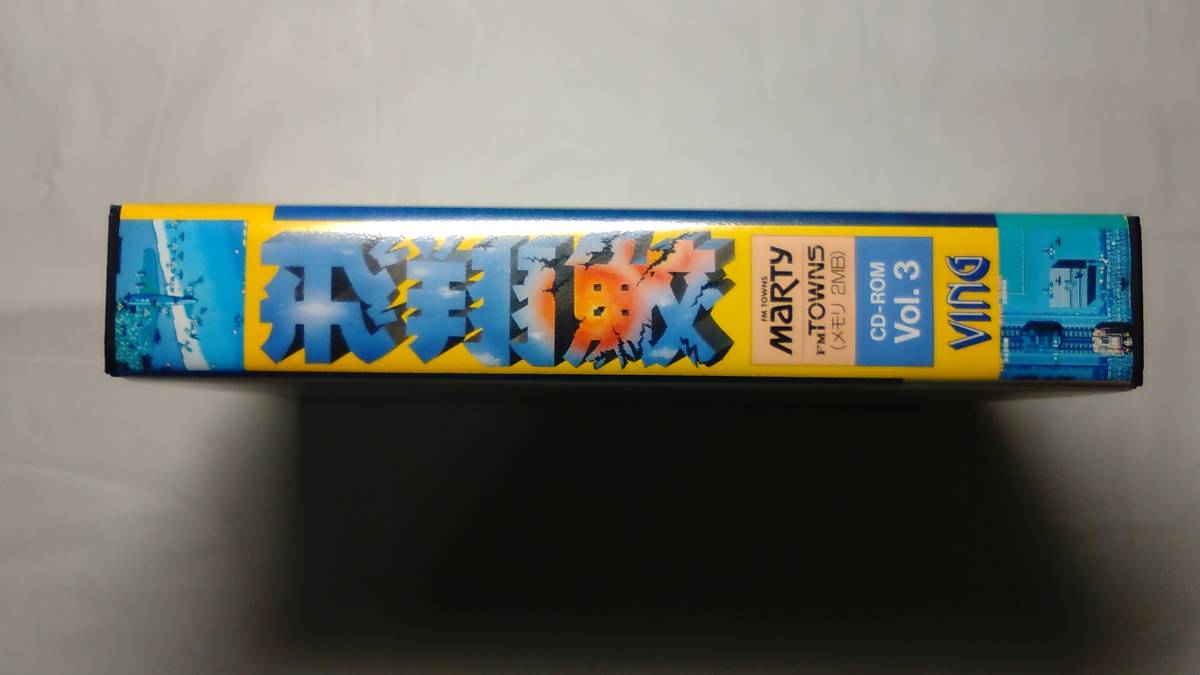 飛翔鮫
FM TOWNS
MARTY
FM TOWNS
(メモリ 2MB)
CD-ROM
Vol. 3
VING